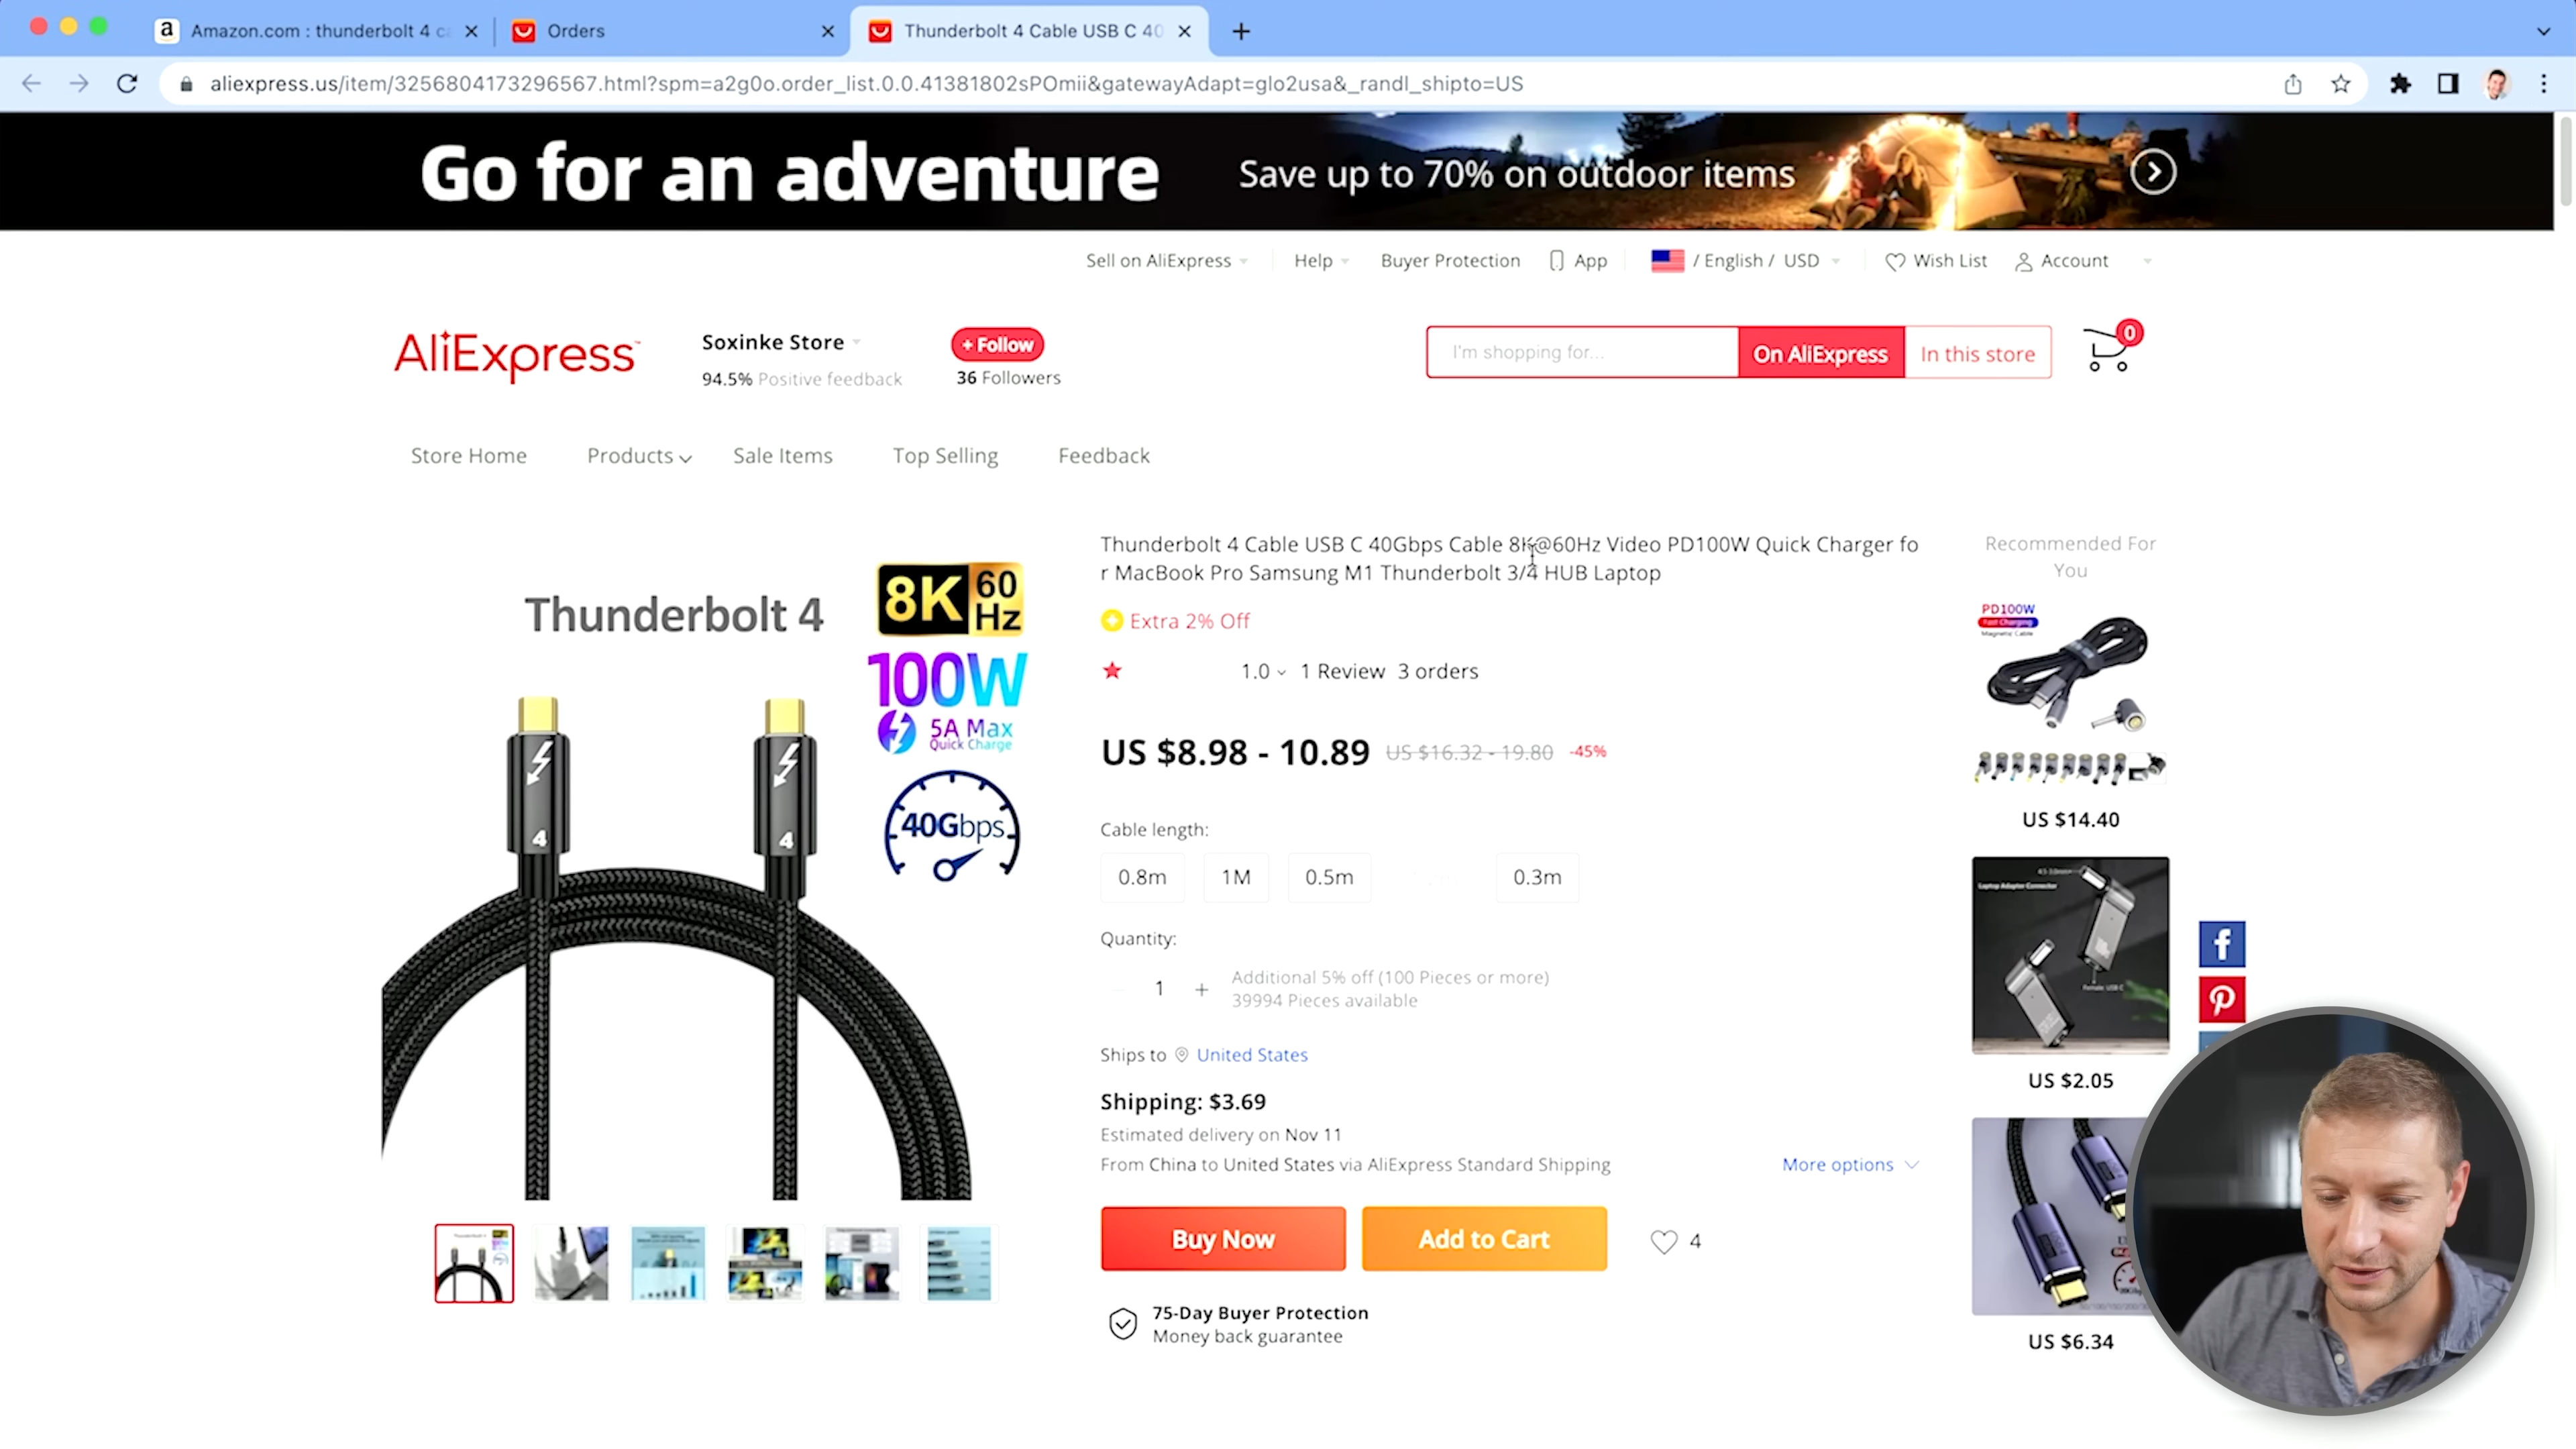 Amazon.com : thunderbolt 4 ca
Orders
Thunderbolt 4 Cable USB C 40
aliexpress.us/item/3256804173296567.html?spm=a2g0o.order_list.0.0.41381802sPOmii&gatewayAdapt=glo2usa&_randl_shipto=US
Go for an adventure
Save up to 70% on outdoor items
Sell on AliExpress
Help
Buyer Protection
App
/ English / USD
Wish List
Account
AliExpress
Soxinke Store
94.5% Positive feedback
+ Follow
36 Followers
I'm shopping for...
On AliExpress
In this store
0
Store Home
Products
Sale Items
Top Selling
Feedback
Thunderbolt 4
8K 60 Hz
100W
5A Max
Quick Charge
40Gbps
4
4
Thunderbolt 4 Cable USB C 40Gbps Cable 8K@60Hz Video PD100W Quick Charger fo
r MacBook Pro Samsung M1 Thunderbolt 3/4 HUB Laptop
Extra 2% Off
1.0 1 Review 3 orders
US $8.98 - 10.89 US $16.32 - 19.80 -45%
Cable length:
0.8m
1M
0.5m
0.3m
Quantity:
1
Additional 5% off (100 Pieces or more)
39994 Pieces available
Ships to United States
Shipping: $3.69
Estimated delivery on Nov 11
From China to United States via AliExpress Standard Shipping
More options
Buy Now
Add to Cart
4
75-Day Buyer Protection
Money back guarantee
Recommended For
You
PD100W
Fast Charging
Magnetic Cable
US $14.40
Laptop Adapter Connector
US $2.05
US $6.34